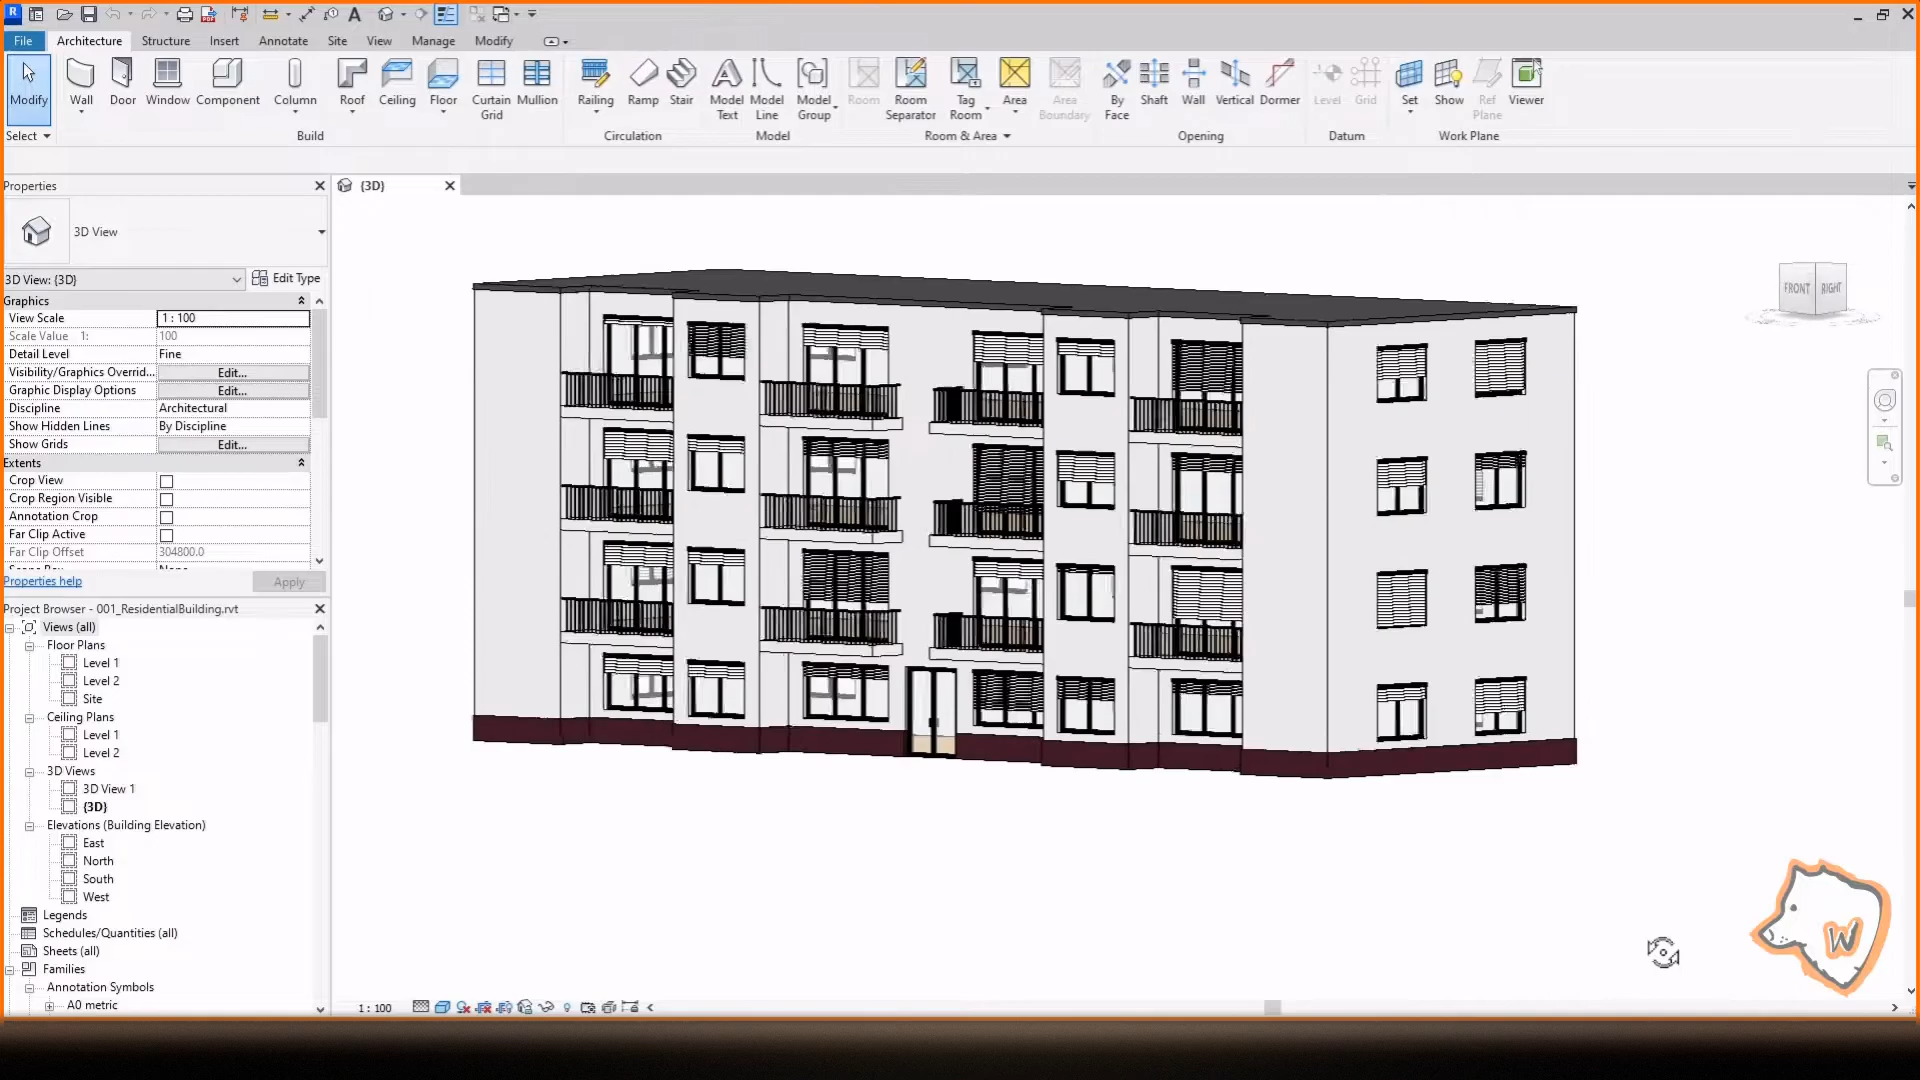 File Architecture Structure Insert Annotate Site View Manage Modify
Modify Wall Door Window Component Column Roof Ceiling Floor Curtain Grid Mullion Railing Ramp Stair Model Text Model Line Model Group Room Room Separator Tag Room Area Area Boundary By Face Shaft Wall Vertical Dormer Level Grid Set Show Ref Plane Viewer
Select Build Circulation Model Room & Area Opening Datum Work Plane
Properties
{3D}
3D View
3D View: {3D} Edit Type
Graphics
View Scale 1 : 100
Scale Value 1: 100
Detail Level Fine
Visibility/Graphics Overrid... Edit...
Graphic Display Options Edit...
Discipline Architectural
Show Hidden Lines By Discipline
Show Grids Edit...
Extents
Crop View
Crop Region Visible
Annotation Crop
Far Clip Active
Far Clip Offset 304800.0
Properties help Apply
Project Browser - 001_ResidentialBuilding.rvt
Views (all)
Floor Plans
Level 1
Level 2
Site
Ceiling Plans
Level 1
Level 2
3D Views
3D View 1
{3D}
Elevations (Building Elevation)
East
North
South
West
Legends
Schedules/Quantities (all)
Sheets (all)
Families
Annotation Symbols
A0 metric
FRONT RIGHT
W
1 : 100